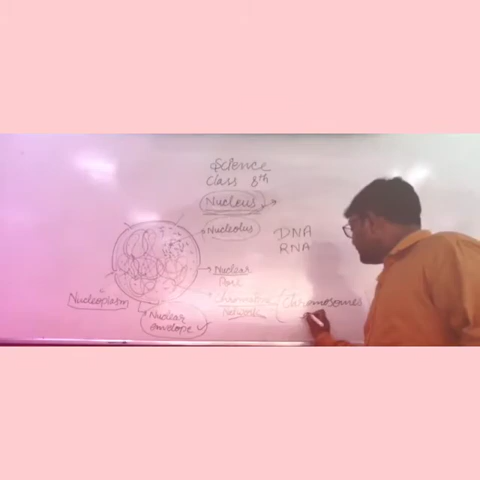 Science
Class 8th
Nucleus
Nucleolus
DNA
RNA
Nuclear
Pore
Nucleoplasm
Chromatin
Network
Chromosomes
Nuclear
envelope